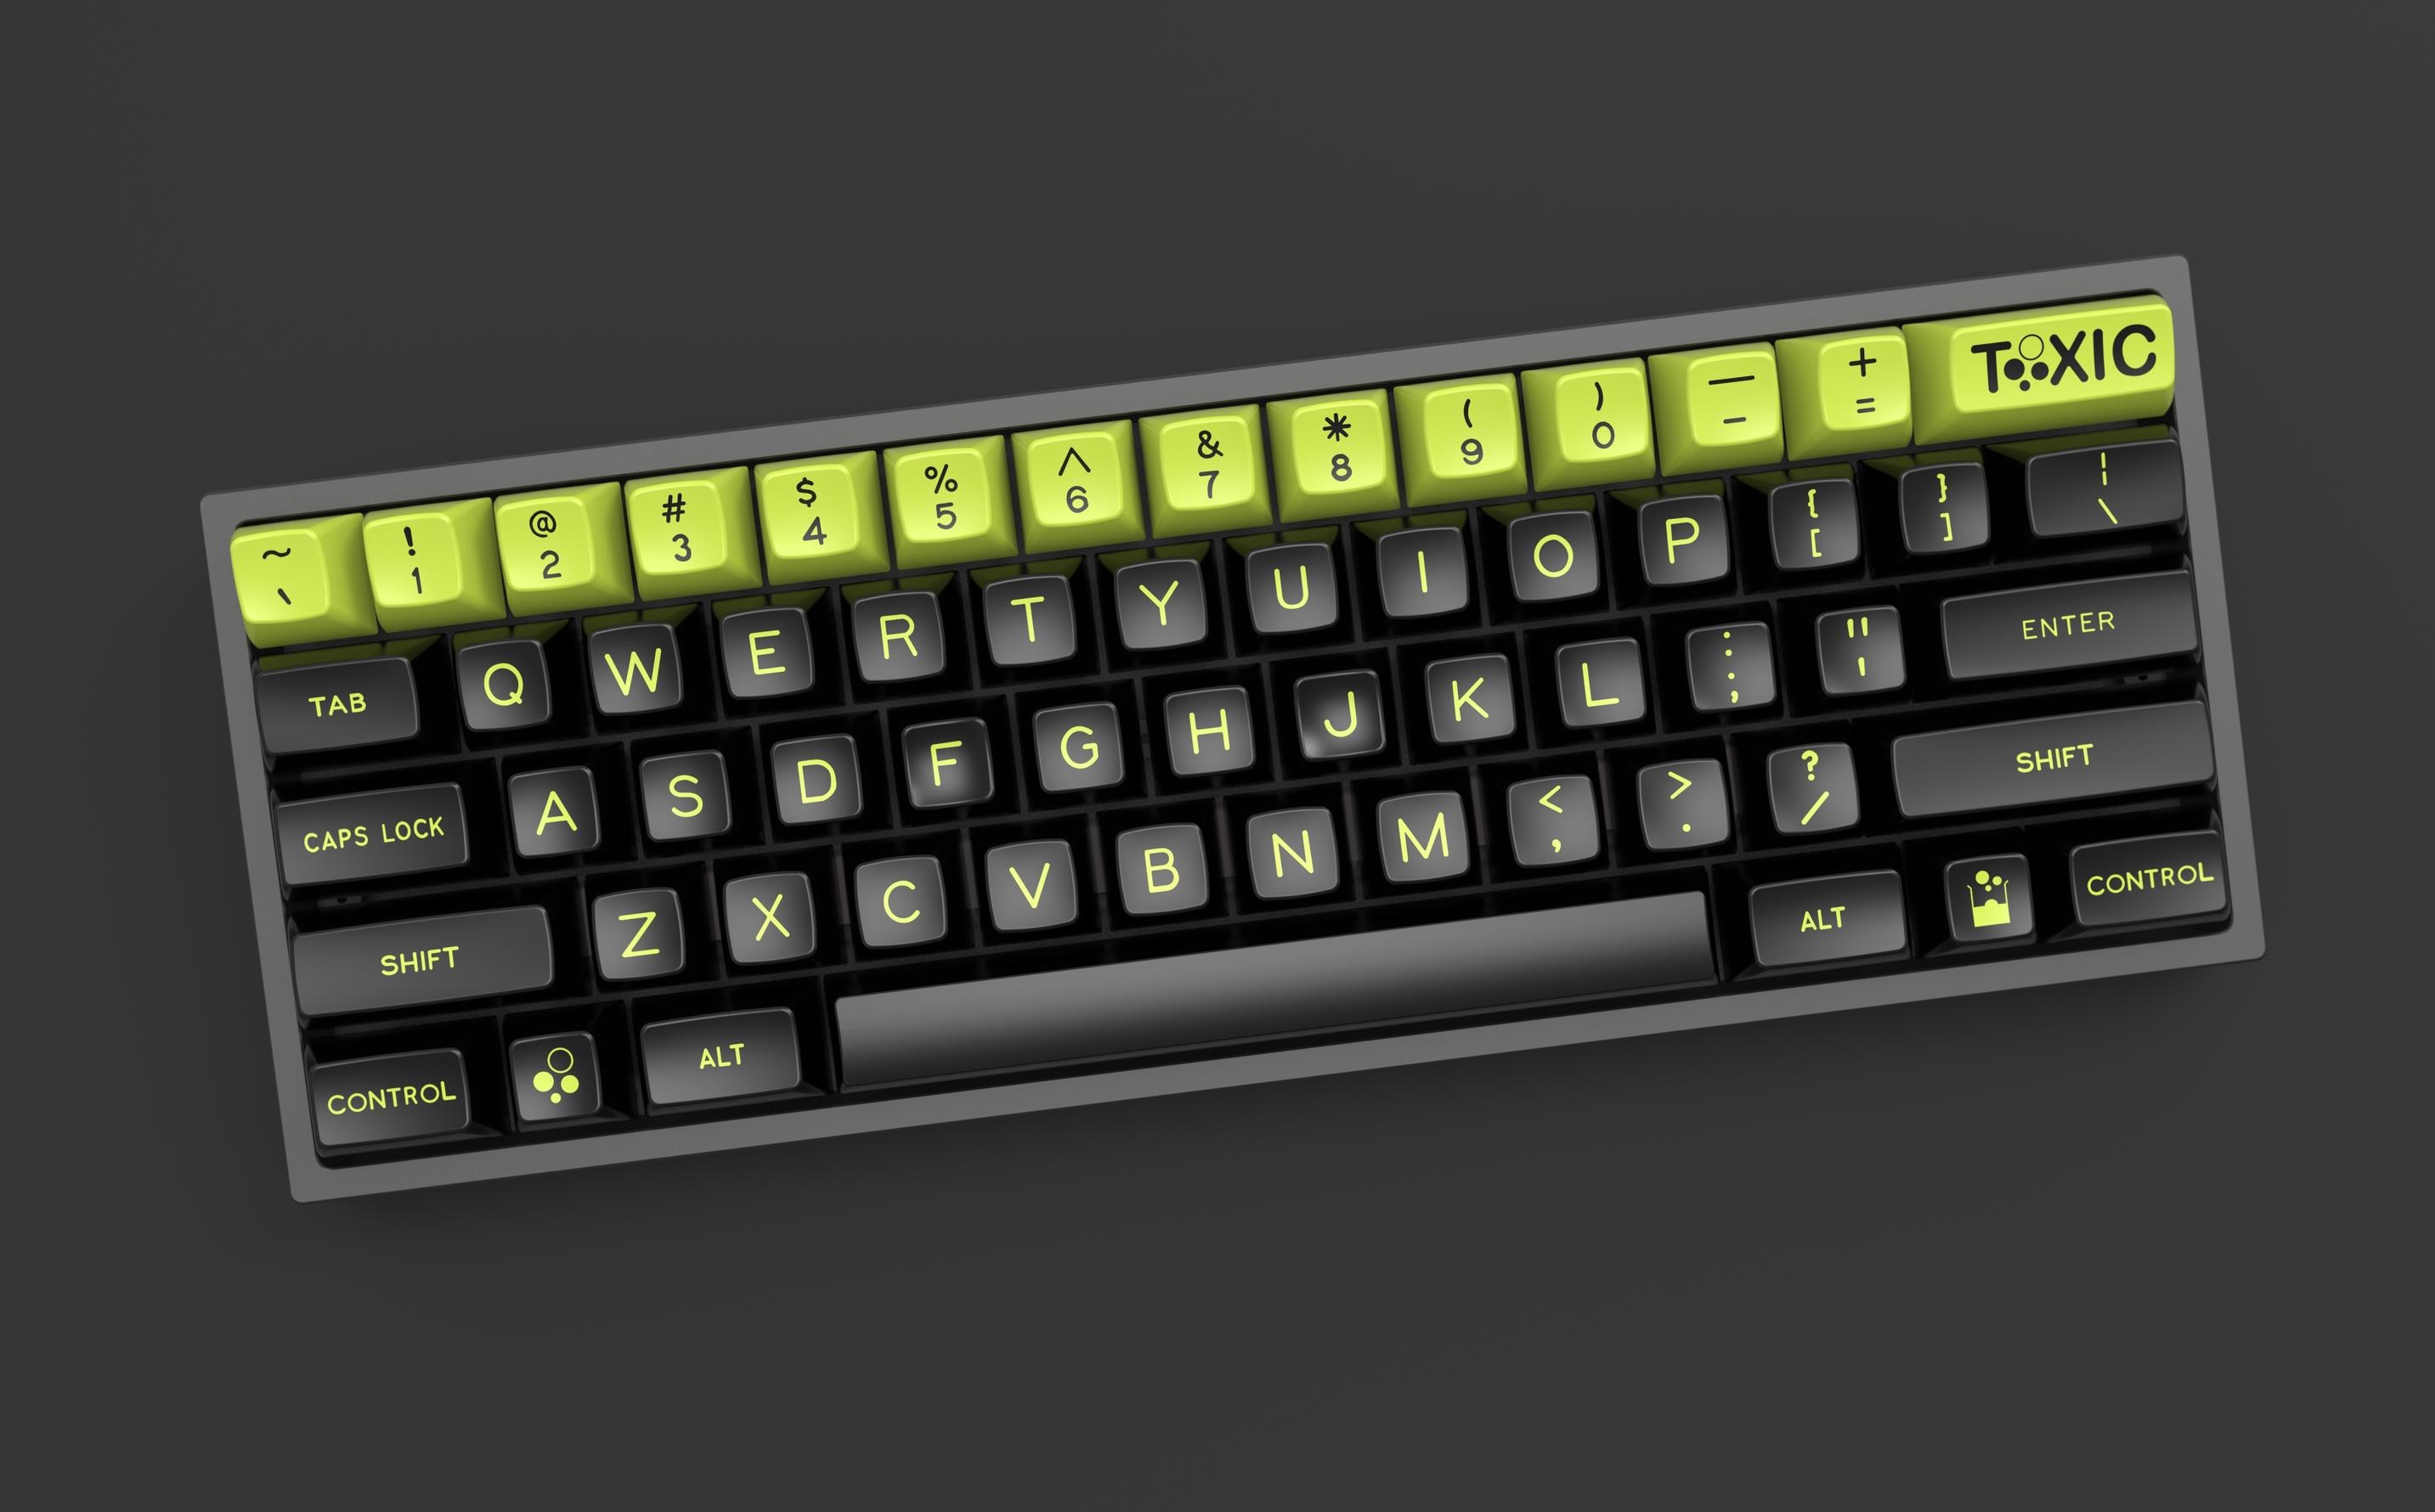 ~ ! @ # $ % ^ & * ( ) — +
` 1 2 3 4 5 6 7 8 9 0 - = TOXIC
TAB Q W E R T Y U I O P { [ } ] ¦ \
CAPS LOCK A S D F G H J K L : ; " ' ENTER
SHIFT Z X C V B N M < , > . ? / SHIFT
CONTROL ALT ALT CONTROL